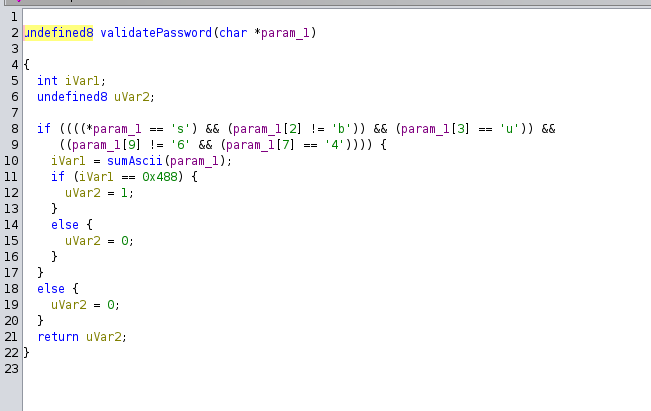 1
2 undefined8 validatePassword(char *param_1)
3
4 {
5   int iVar1;
6   undefined8 uVar2;
7
8   if ((((*param_1 == 's') && (param_1[2] != 'b')) && (param_1[3] == 'u')) &&
9      ((param_1[9] != '6' && (param_1[7] == '4')))) {
10     iVar1 = sumAscii(param_1);
11     if (iVar1 == 0x488) {
12       uVar2 = 1;
13     }
14     else {
15       uVar2 = 0;
16     }
17   }
18   else {
19     uVar2 = 0;
20   }
21   return uVar2;
22 }
23